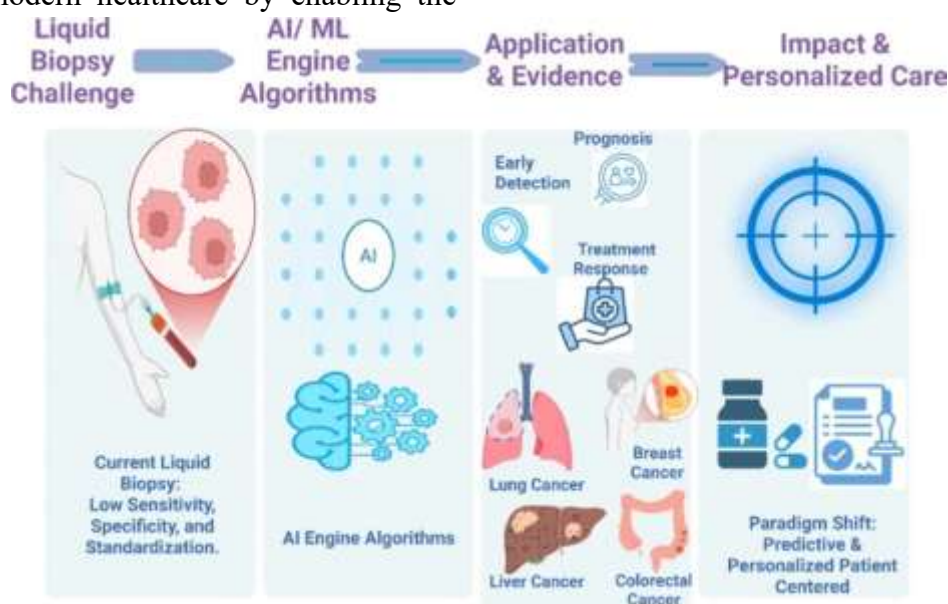 modern healthcare by enabling the
Liquid
Biopsy
Challenge
AI/ ML
Engine
Algorithms
Application
& Evidence
Impact &
Personalized Care
Current Liquid
Biopsy:
Low Sensitivity,
Specificity, and
Standardization.
AI
AI Engine Algorithms
Prognosis
Early
Detection
Treatment
Response
Lung Cancer
Breast
Cancer
Liver Cancer
Colorectal
Cancer
Paradigm Shift:
Predictive &
Personalized Patient
Centered